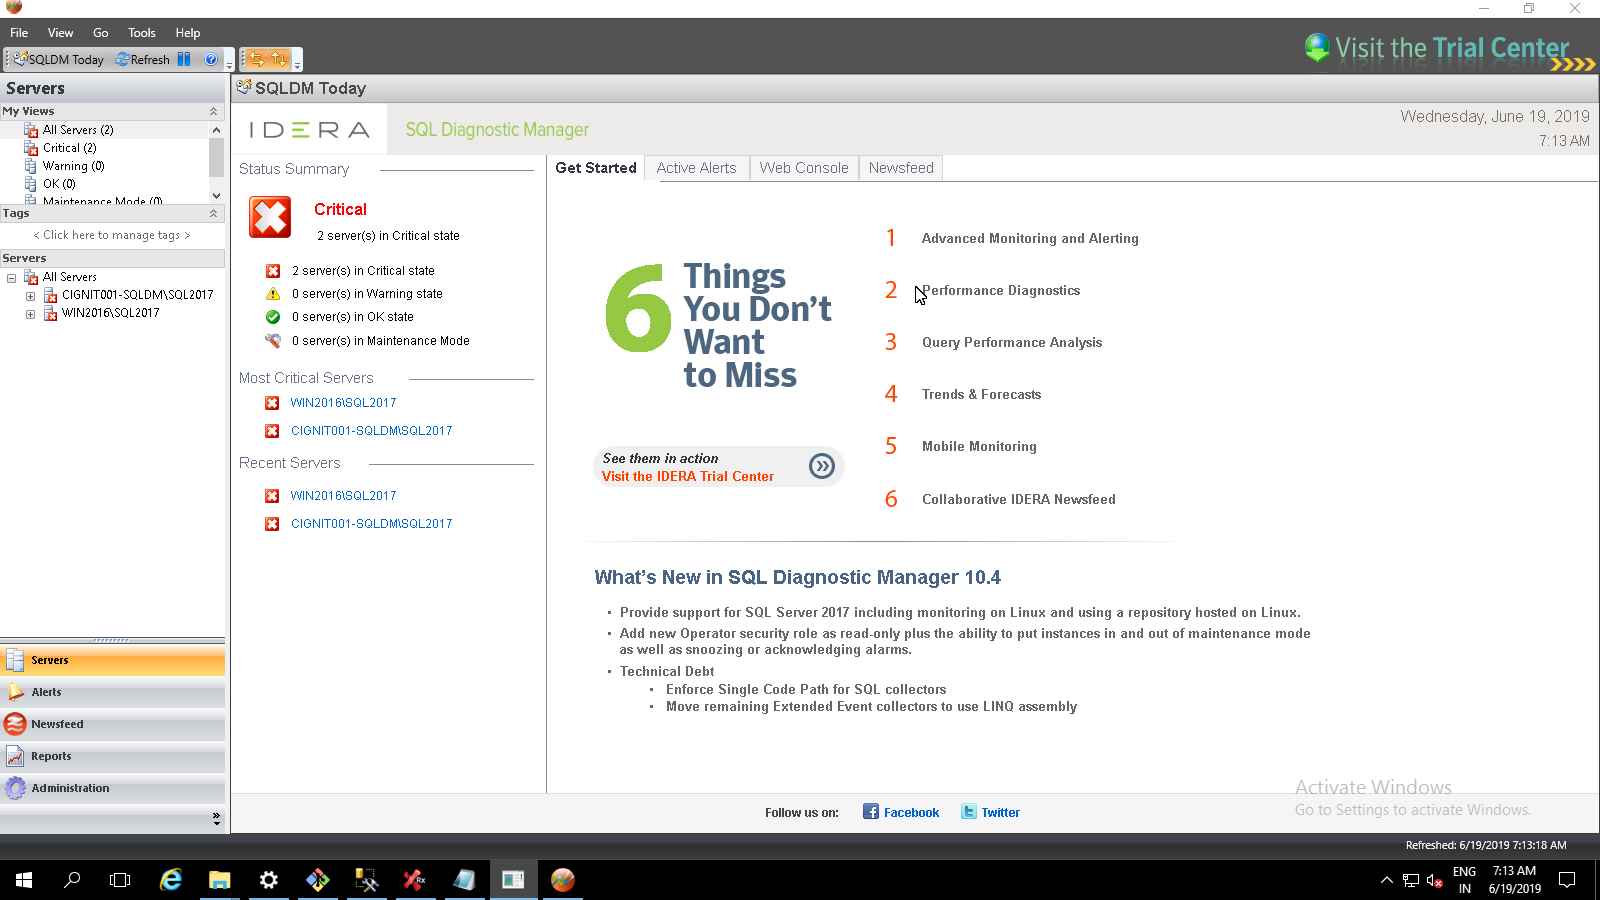 File View Go Tools Help
Visit the Trial Center
SQLDM Today Refresh
Servers
SQLDM Today
My Views
All Servers (2)
Critical (2)
Warning (0)
OK (0)
Maintenance Mode (0)
Tags
< Click here to manage tags >
Servers
All Servers
CIGNIT001-SQLDM\SQL2017
WIN2016\SQL2017
Servers
Alerts
Newsfeed
Reports
Administration
IDERA SQL Diagnostic Manager
Wednesday, June 19, 2019
7:13 AM
Status Summary
Critical
2 server(s) in Critical state
2 server(s) in Critical state
0 server(s) in Warning state
0 server(s) in OK state
0 server(s) in Maintenance Mode
Most Critical Servers
WIN2016\SQL2017
CIGNIT001-SQLDM\SQL2017
Recent Servers
WIN2016\SQL2017
CIGNIT001-SQLDM\SQL2017
Get Started Active Alerts Web Console Newsfeed
6 Things
You Don't
Want
to Miss
See them in action
Visit the IDERA Trial Center
1 Advanced Monitoring and Alerting
2 Performance Diagnostics
3 Query Performance Analysis
4 Trends & Forecasts
5 Mobile Monitoring
6 Collaborative IDERA Newsfeed
What's New in SQL Diagnostic Manager 10.4
• Provide support for SQL Server 2017 including monitoring on Linux and using a repository hosted on Linux.
• Add new Operator security role as read-only plus the ability to put instances in and out of maintenance mode
as well as snoozing or acknowledging alarms.
• Technical Debt
• Enforce Single Code Path for SQL collectors
• Move remaining Extended Event collectors to use LINQ assembly
Activate Windows
Go to Settings to activate Windows.
Follow us on: Facebook Twitter
Refreshed: 6/19/2019 7:13:18 AM
ENG
IN
7:13 AM
6/19/2019